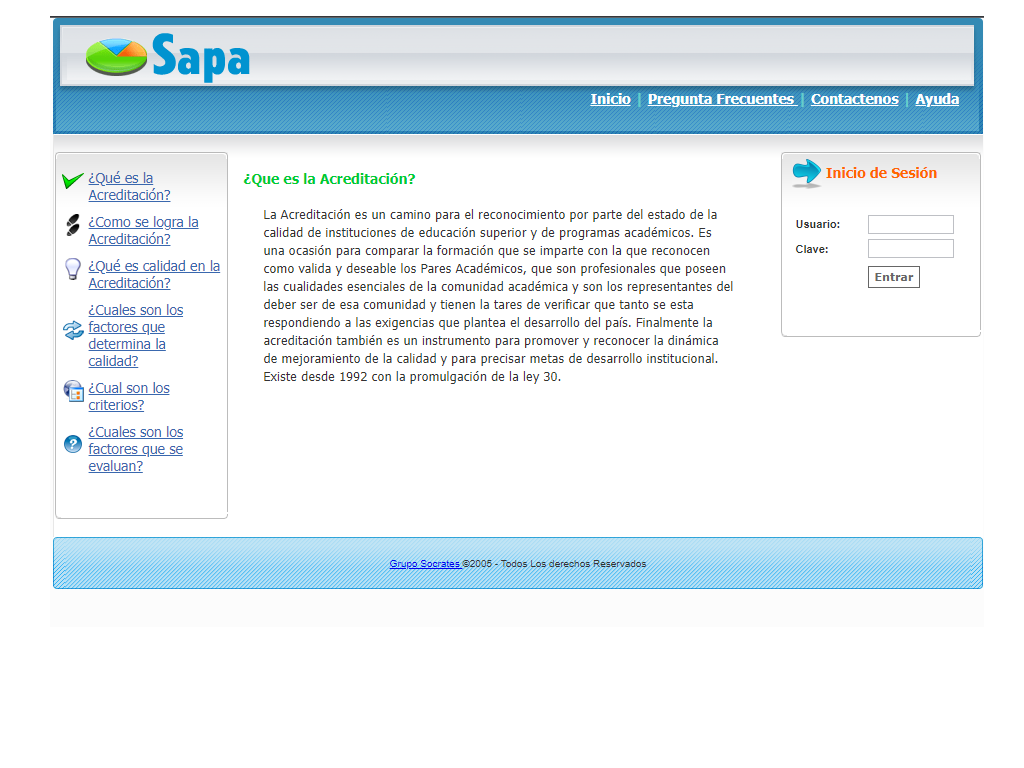 Sapa
Inicio | Pregunta Frecuentes | Contactenos | Ayuda
¿Qué es la
Acreditación?
¿Como se logra la
Acreditación?
¿Qué es calidad en la
Acreditación?
¿Cuales son los
factores que
determina la
calidad?
¿Cual son los
criterios?
¿Cuales son los
factores que se
evaluan?
¿Que es la Acreditación?
La Acreditación es un camino para el reconocimiento por parte del estado de la
calidad de instituciones de educación superior y de programas académicos. Es
una ocasión para comparar la formación que se imparte con la que reconocen
como valida y deseable los Pares Académicos, que son profesionales que poseen
las cualidades esenciales de la comunidad académica y son los representantes del
deber ser de esa comunidad y tienen la tares de verificar que tanto se esta
respondiendo a las exigencias que plantea el desarrollo del país. Finalmente la
acreditación también es un instrumento para promover y reconocer la dinámica
de mejoramiento de la calidad y para precisar metas de desarrollo institucional.
Existe desde 1992 con la promulgación de la ley 30.
Inicio de Sesión
Usuario:
Clave:
Entrar
Grupo Socrates ©2005 - Todos Los derechos Reservados